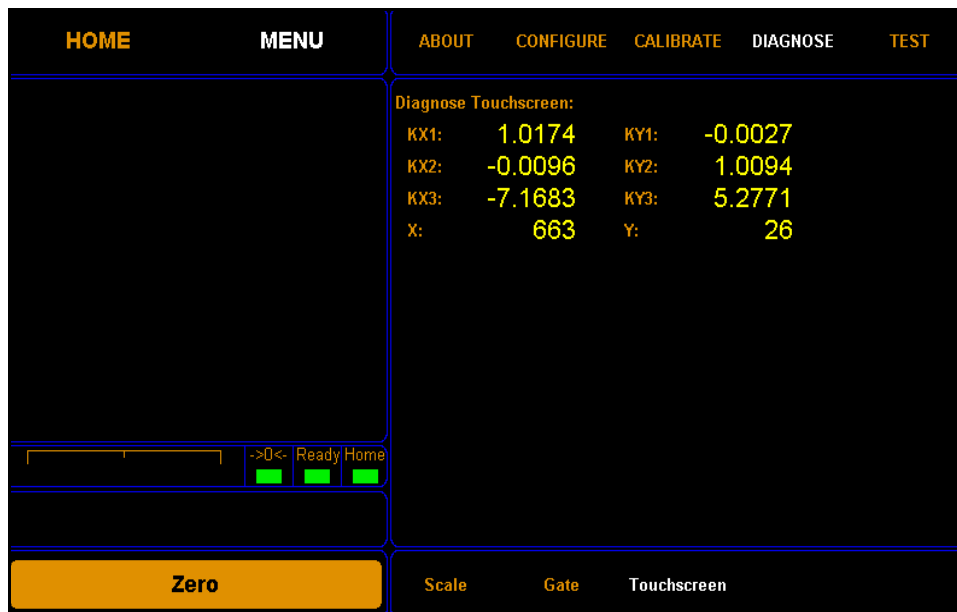 HOME MENU ABOUT CONFIGURE CALIBRATE DIAGNOSE TEST
Diagnose Touchscreen:
KX1: 1.0174 KY1: -0.0027
KX2: -0.0096 KY2: 1.0094
KX3: -7.1683 KY3: 5.2771
X: 663 Y: 26
->0<- Ready Home
Zero Scale Gate Touchscreen